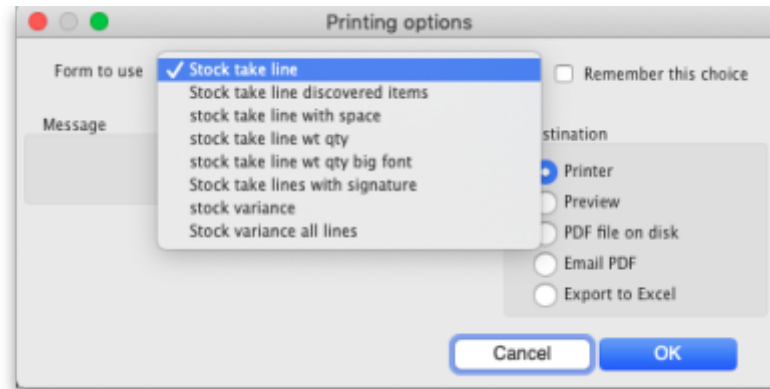 Printing options
Form to use
✓ Stock take line
Stock take line discovered items
stock take line with space
stock take line wt qty
stock take line wt qty big font
Stock take lines with signature
stock variance
Stock variance all lines
Remember this choice
Message
stination
Printer
Preview
PDF file on disk
Email PDF
Export to Excel
Cancel
OK